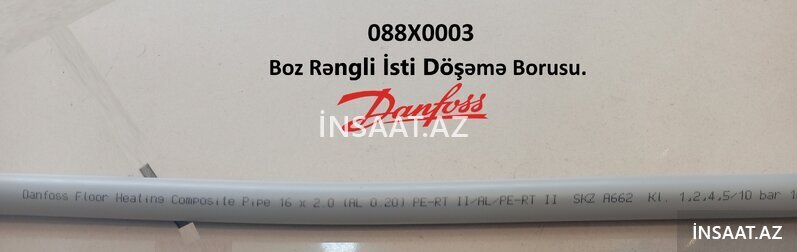 088X0003
Boz Rəngli İsti Döşəmə Borusu.
Danfoss
İNSAAT.AZ
Danfoss Floor Heating Composite Pipe 16 x 2.0 (AL 0.20) PE-RT II/AL/PE-RT II SKZ A662 Kl. 1,2,4,5/10 bar
İNSAAT.AZ